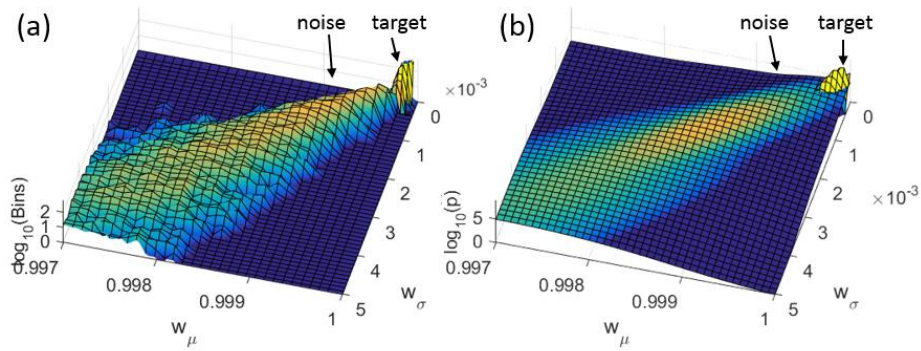 (a)
noise
target
×10⁻³
0
1
2
3
4
5
w_σ
log₁₀(Bins)
2
1
0
0.997
0.998
0.999
1
w_μ
(b)
noise
target
0
1
2
×10⁻³
3
4
5
w_σ
log₁₀(p)
5
0
0.997
0.998
0.999
1
w_μ